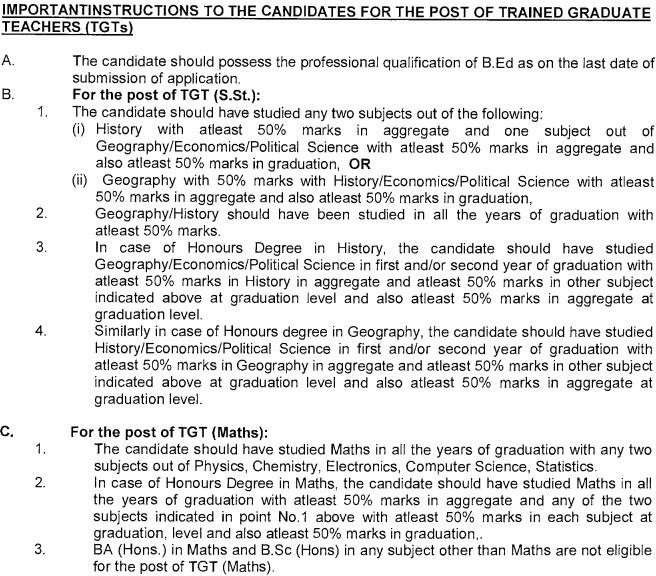 IMPORTANTINSTRUCTIONS TO THE CANDIDATES FOR THE POST OF TRAINED GRADUATE
TEACHERS (TGTs)
A. The candidate should possess the professional qualification of B.Ed as on the last date of
submission of application.
B. For the post of TGT (S.St.):
1. The candidate should have studied any two subjects out of the following:
(i) History with atleast 50% marks in aggregate and one subject out of
Geography/Economics/Political Science with atleast 50% marks in aggregate and
also atleast 50% marks in graduation, OR
(ii) Geography with 50% marks with History/Economics/Political Science with atleast
50% marks in aggregate and also atleast 50% marks in graduation,
2. Geography/History should have been studied in all the years of graduation with
atleast 50% marks.
3. In case of Honours Degree in History, the candidate should have studied
Geography/Economics/Political Science in first and/or second year of graduation with
atleast 50% marks in History in aggregate and atleast 50% marks in other subject
indicated above at graduation level and also atleast 50% marks in aggregate at
graduation level.
4. Similarly in case of Honours degree in Geography, the candidate should have studied
History/Economics/Political Science in first and/or second year of graduation with
atleast 50% marks in Geography in aggregate and atleast 50% marks in other subject
indicated above at graduation level and also atleast 50% marks in aggregate at
graduation level.
C. For the post of TGT (Maths):
1. The candidate should have studied Maths in all the years of graduation with any two
subjects out of Physics, Chemistry, Electronics, Computer Science, Statistics.
2. In case of Honours Degree in Maths, the candidate should have studied Maths in all
the years of graduation with atleast 50% marks in aggregate and any of the two
subjects indicated in point No.1 above with atleast 50% marks in each subject at
graduation, level and also atleast 50% marks in graduation,.
3. BA (Hons.) in Maths and B.Sc (Hons) in any subject other than Maths are not eligible
for the post of TGT (Maths).